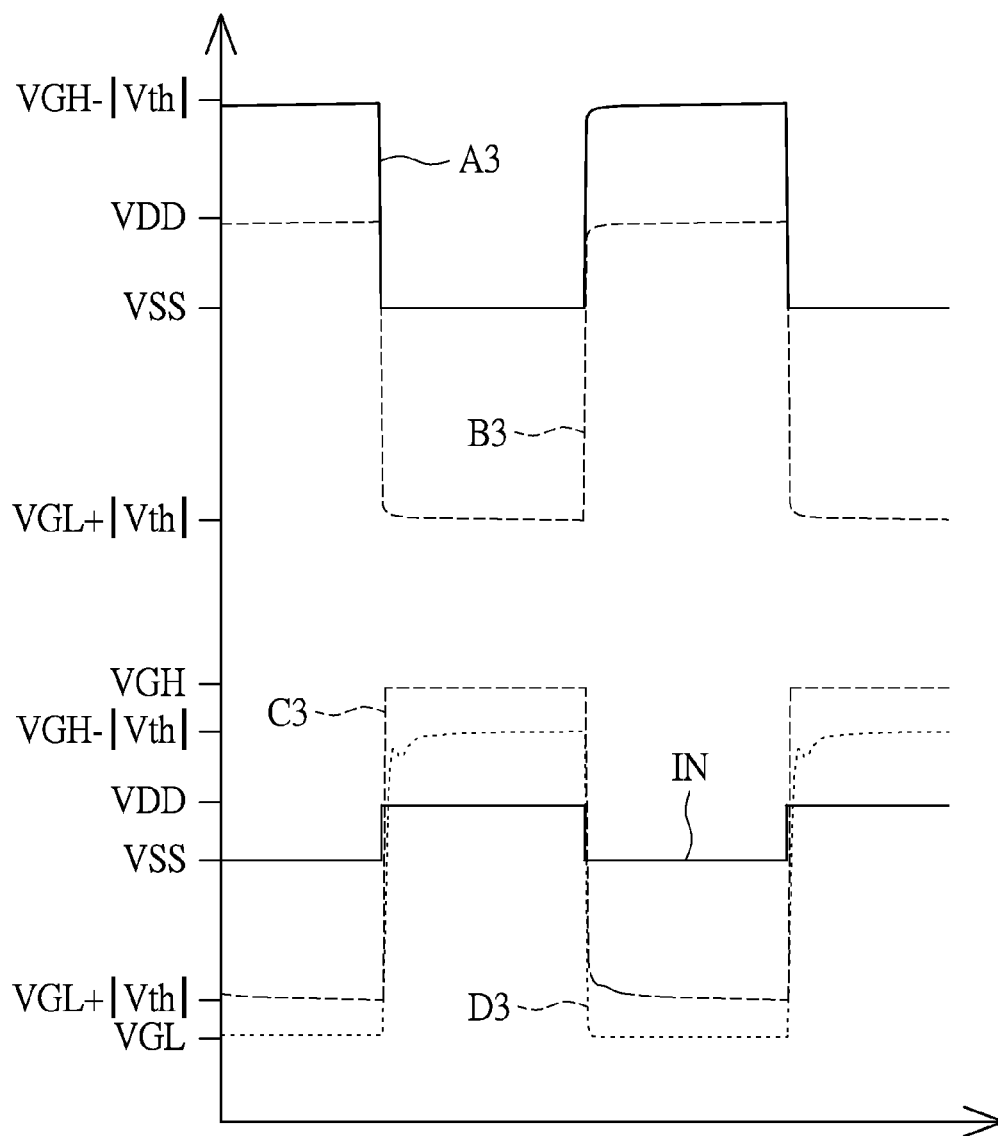 VGH-|Vth|
A3
VDD
VSS
B3
VGL+|Vth|
VGH
C3
VGH-|Vth|
IN
VDD
VSS
VGL+|Vth|
D3
VGL